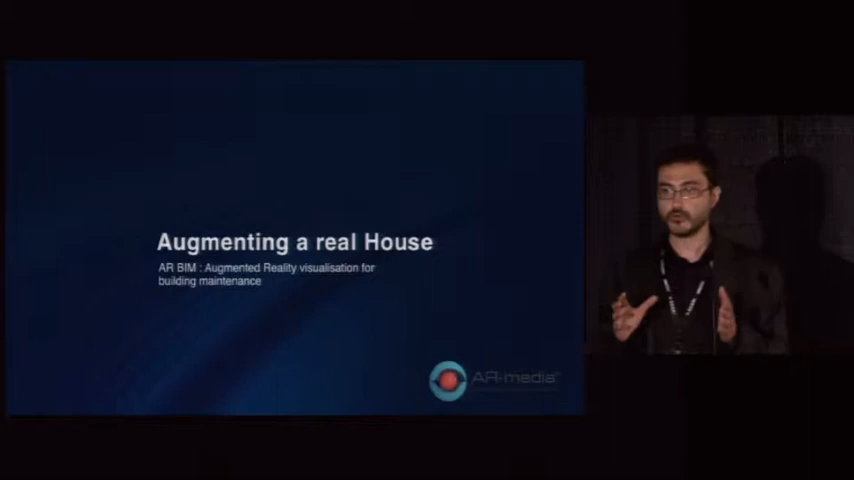 Augmenting a real House
AR BIM : Augmented Reality visualisation for
building maintenance
AR-media